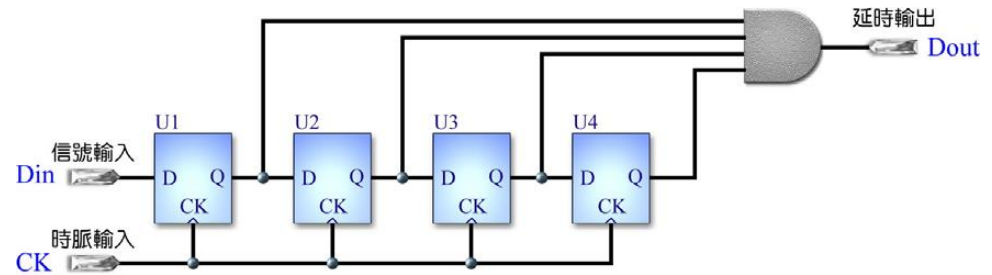 延時輸出
Dout
U1 U2 U3 U4
信號輸入
Din
D Q D Q D Q D Q
CK CK CK CK
時脈輸入
CK